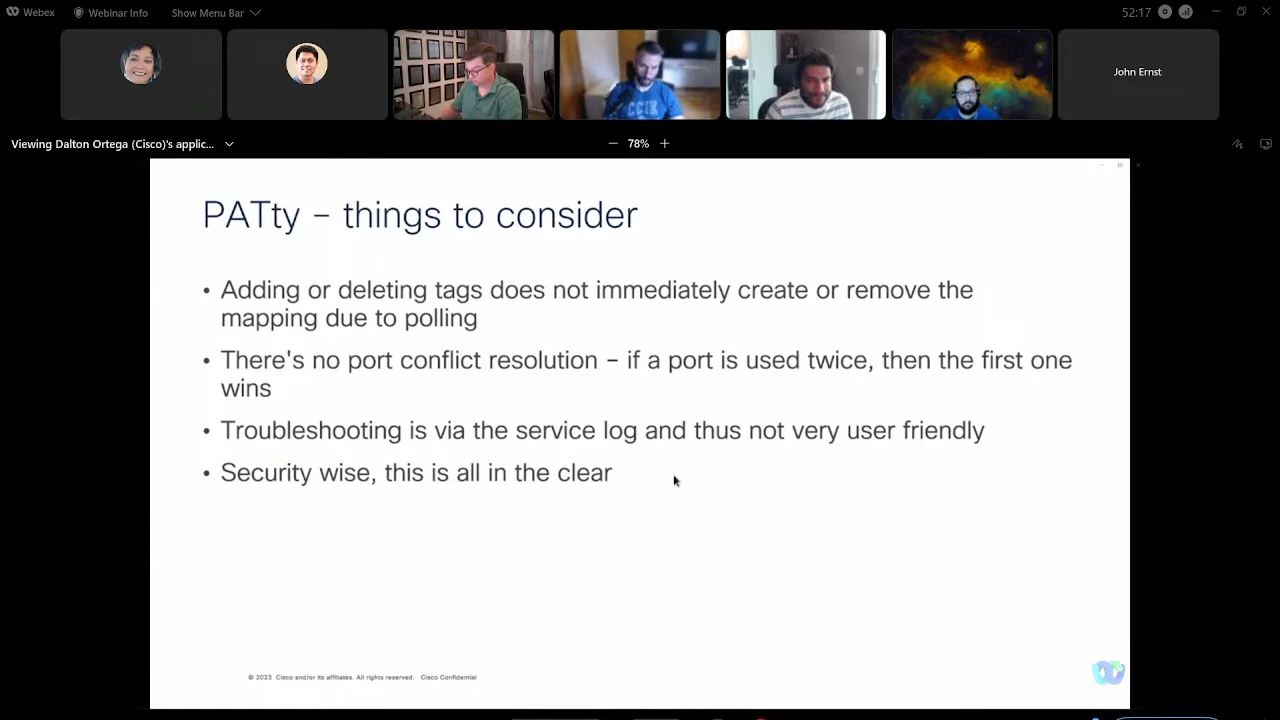 Webex
Webinar Info
Show Menu Bar
52:17
CCIE
John Ernst
Viewing Dalton Ortega (Cisco)'s applic...
78%
PATty – things to consider
• Adding or deleting tags does not immediately create or remove the
mapping due to polling
• There's no port conflict resolution – if a port is used twice, then the first one
wins
• Troubleshooting is via the service log and thus not very user friendly
• Security wise, this is all in the clear
© 2023 Cisco and/or its affiliates. All rights reserved. Cisco Confidential